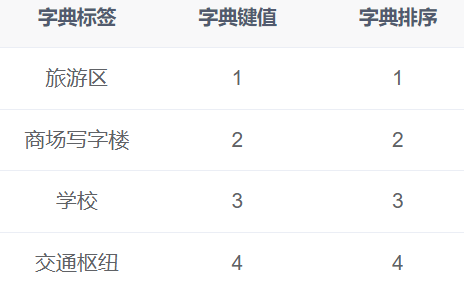 字典标签 字典键值 字典排序
旅游区 1 1
商场写字楼 2 2
学校 3 3
交通枢纽 4 4